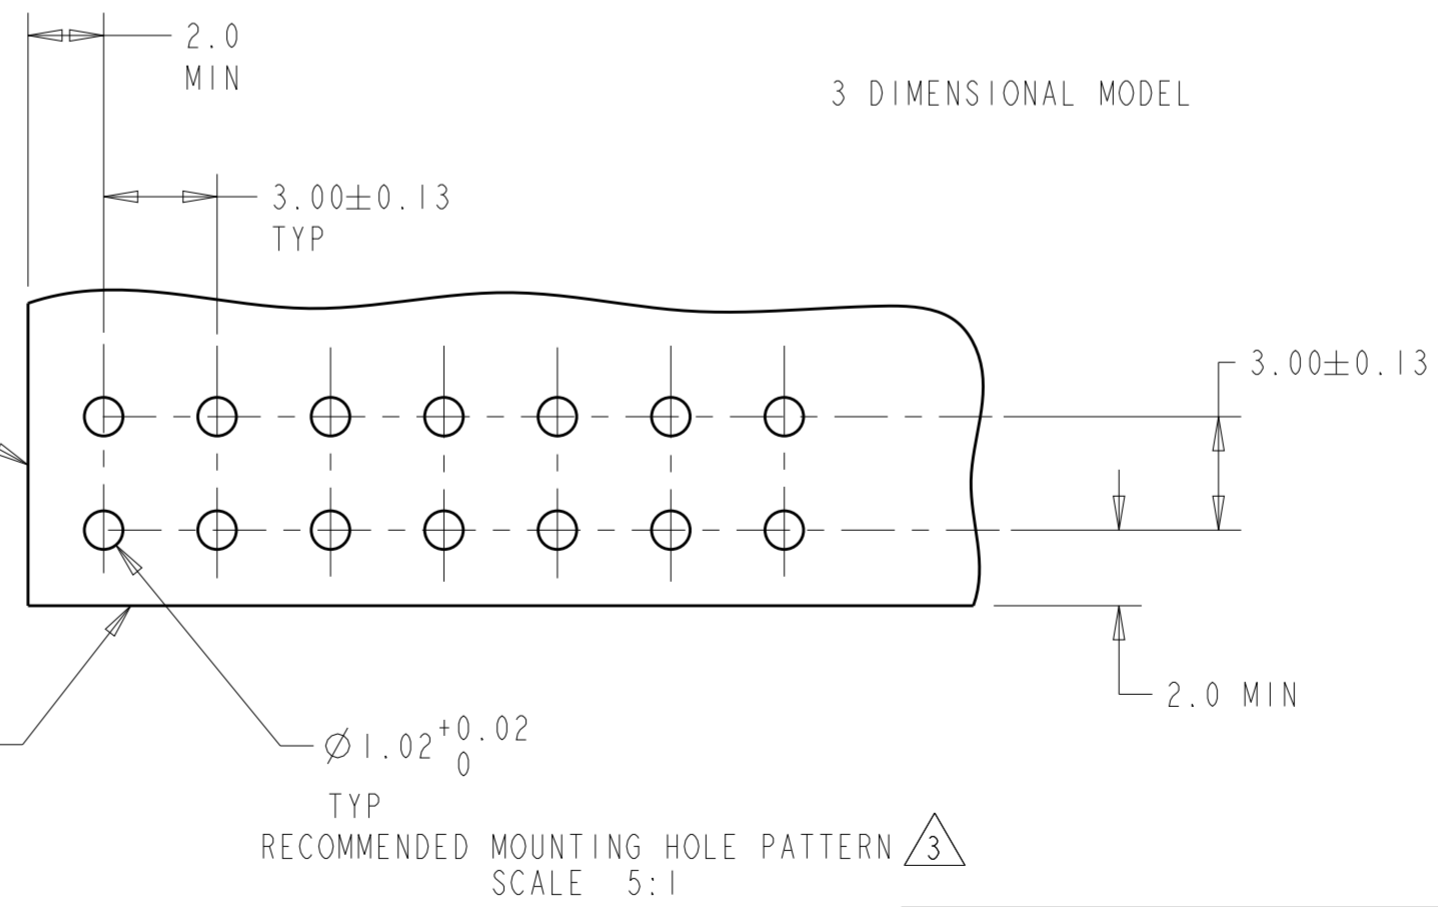 2.0
MIN
3 DIMENSIONAL MODEL
3.00±0.13
TYP
3.00±0.13
2.0 MIN
Ø1.02 +0.02
0
TYP
RECOMMENDED MOUNTING HOLE PATTERN 3
SCALE 5:1